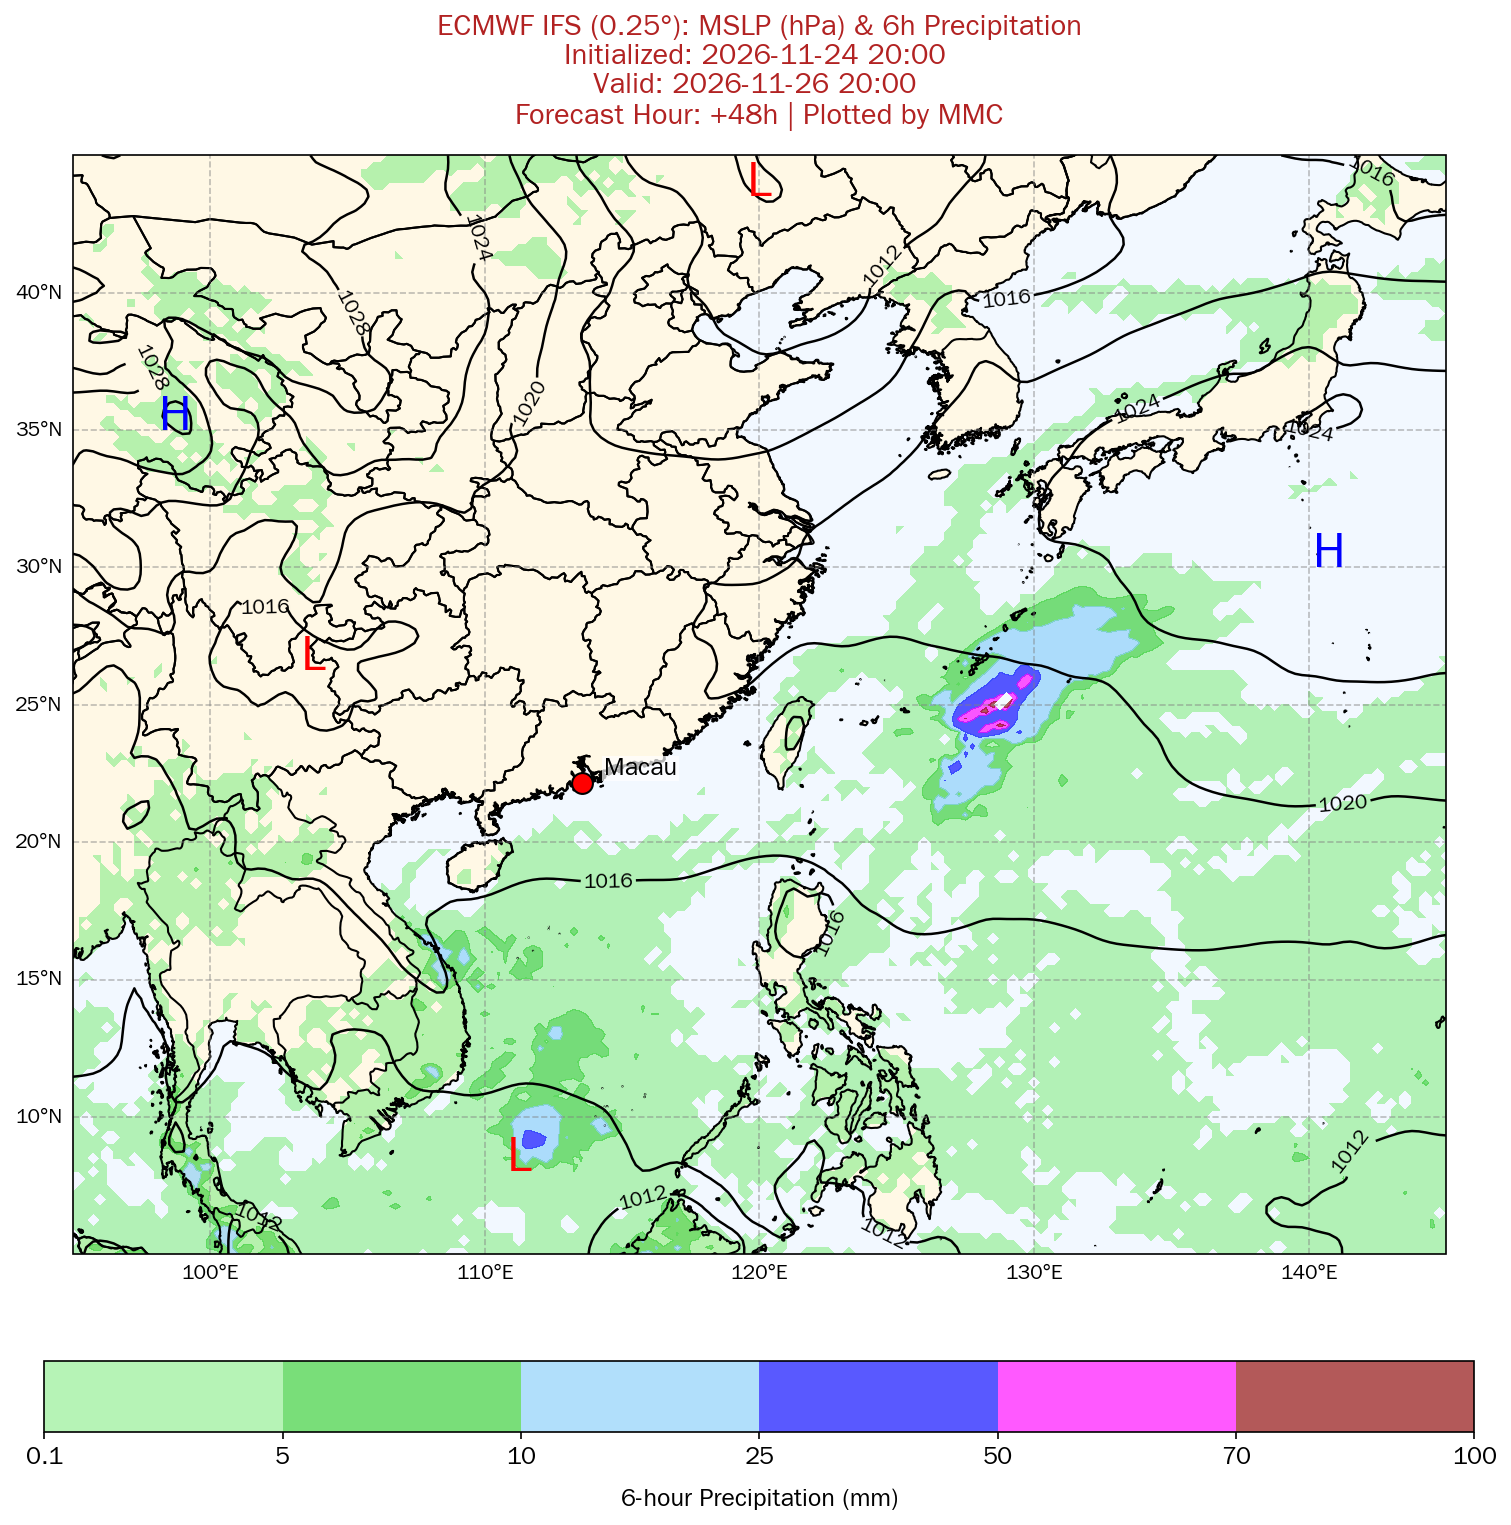 ECMWF IFS (0.25°): MSLP (hPa) & 6h Precipitation
Initialized: 2026-11-24 20:00
Valid: 2026-11-26 20:00
Forecast Hour: +48h | Plotted by MMC
L
1016
1024
1012
40°N
1028
1016
1028
1020
1024
H
35°N
1024
H
30°N
1016
L
25°N
Macau
1020
20°N
1016
1016
15°N
10°N
L
1012
1012
1012
1012
100°E
110°E
120°E
130°E
140°E
0.1
5
10
25
50
70
100
6-hour Precipitation (mm)